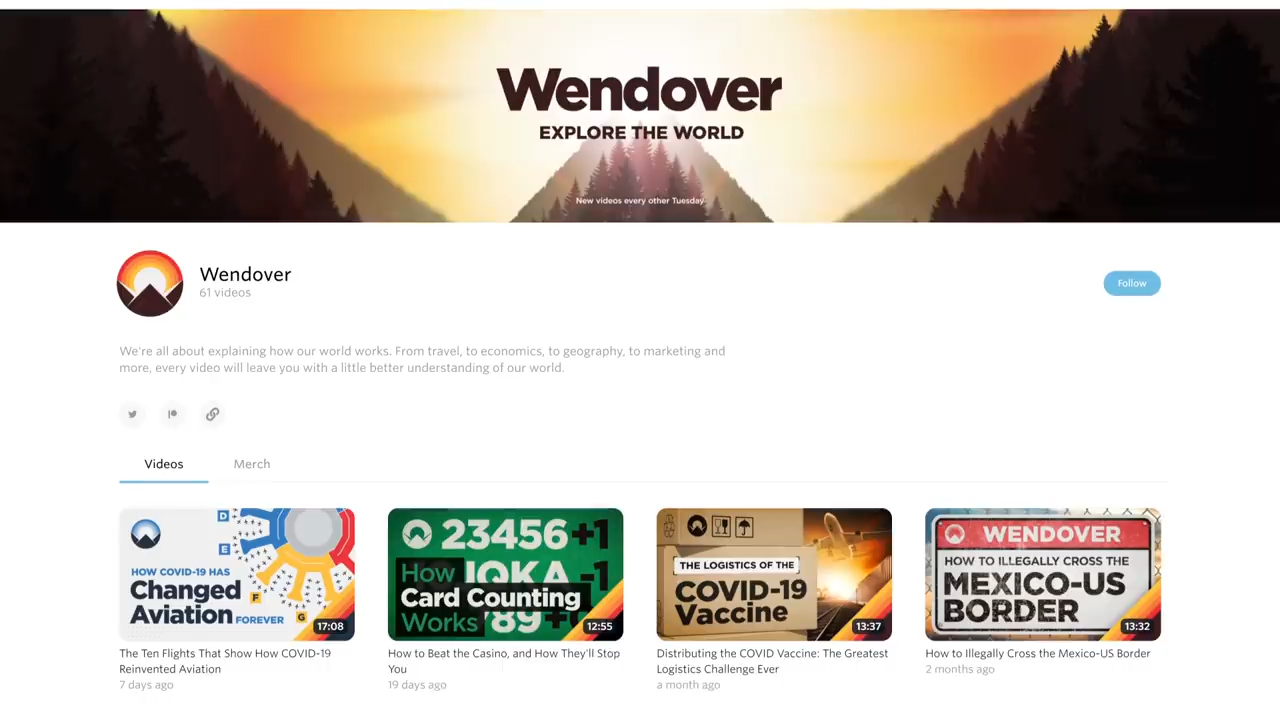 Wendover
EXPLORE THE WORLD
New videos every other Tuesday
Wendover
61 videos
Follow
We're all about explaining how our world works. From travel, to economics, to geography, to marketing and
more, every video will leave you with a little better understanding of our world.
Videos
Merch
D
E
F
G
HOW COVID-19 HAS
Changed
Aviation FOREVER
17:08
23456 +1
How JQKA -1
Card Counting
Works 789+
12:55
THE LOGISTICS OF THE
COVID-19
Vaccine
13:37
WENDOVER
HOW TO ILLEGALLY CROSS THE
MEXICO-US
BORDER
13:32
The Ten Flights That Show How COVID-19
Reinvented Aviation
7 days ago
How to Beat the Casino, and How They'll Stop
You
19 days ago
Distributing the COVID Vaccine: The Greatest
Logistics Challenge Ever
a month ago
How to Illegally Cross the Mexico-US Border
2 months ago